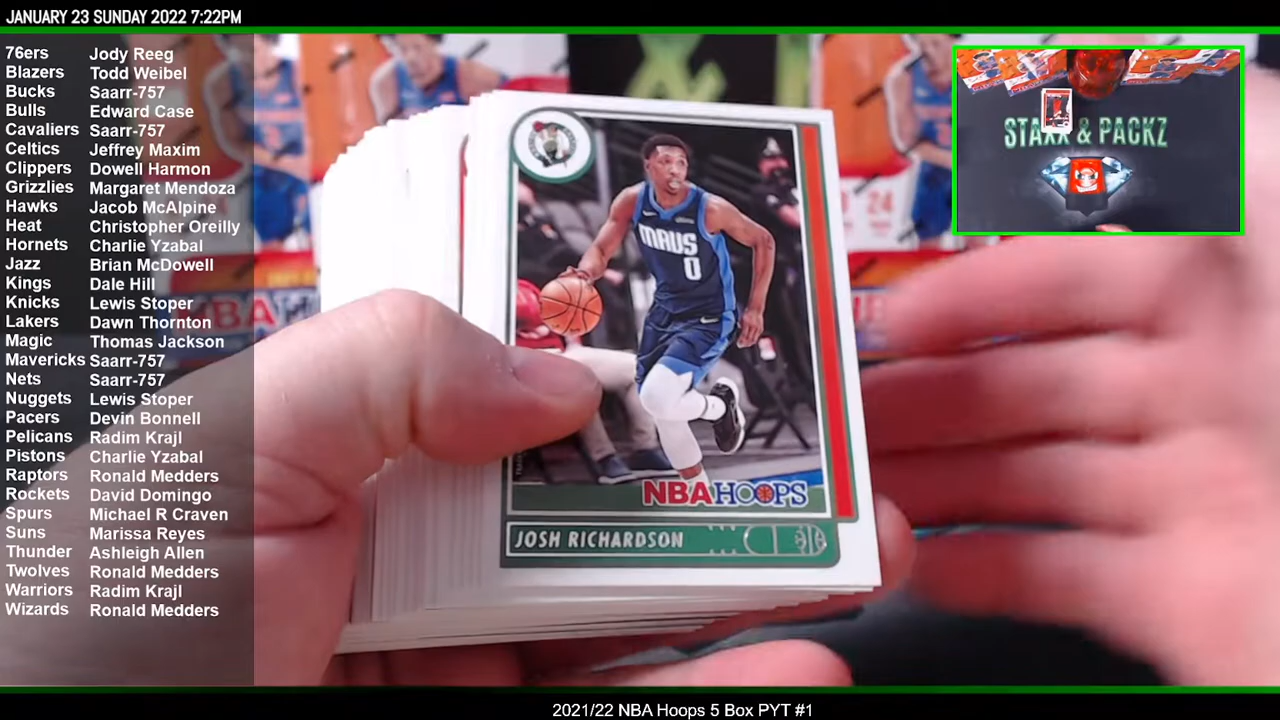 JANUARY 23 SUNDAY 2022 7:22PM
76ers Jody Reeg
Blazers Todd Weibel
Bucks Saarr-757
Bulls Edward Case
Cavaliers Saarr-757
Celtics Jeffrey Maxim
Clippers Dowell Harmon
Grizzlies Margaret Mendoza
Hawks Jacob McAlpine
Heat Christopher Oreilly
Hornets Charlie Yzabal
Jazz Brian McDowell
Kings Dale Hill
Knicks Lewis Stoper
Lakers Dawn Thornton
Magic Thomas Jackson
Mavericks Saarr-757
Nets Saarr-757
Nuggets Lewis Stoper
Pacers Devin Bonnell
Pelicans Radim Krajl
Pistons Charlie Yzabal
Raptors Ronald Medders
Rockets David Domingo
Spurs Michael R Craven
Suns Marissa Reyes
Thunder Ashleigh Allen
Twolves Ronald Medders
Warriors Radim Krajl
Wizards Ronald Medders
STAXX & PACKZ
MAVS
0
NBA HOOPS
JOSH RICHARDSON
2021/22 NBA Hoops 5 Box PYT #1